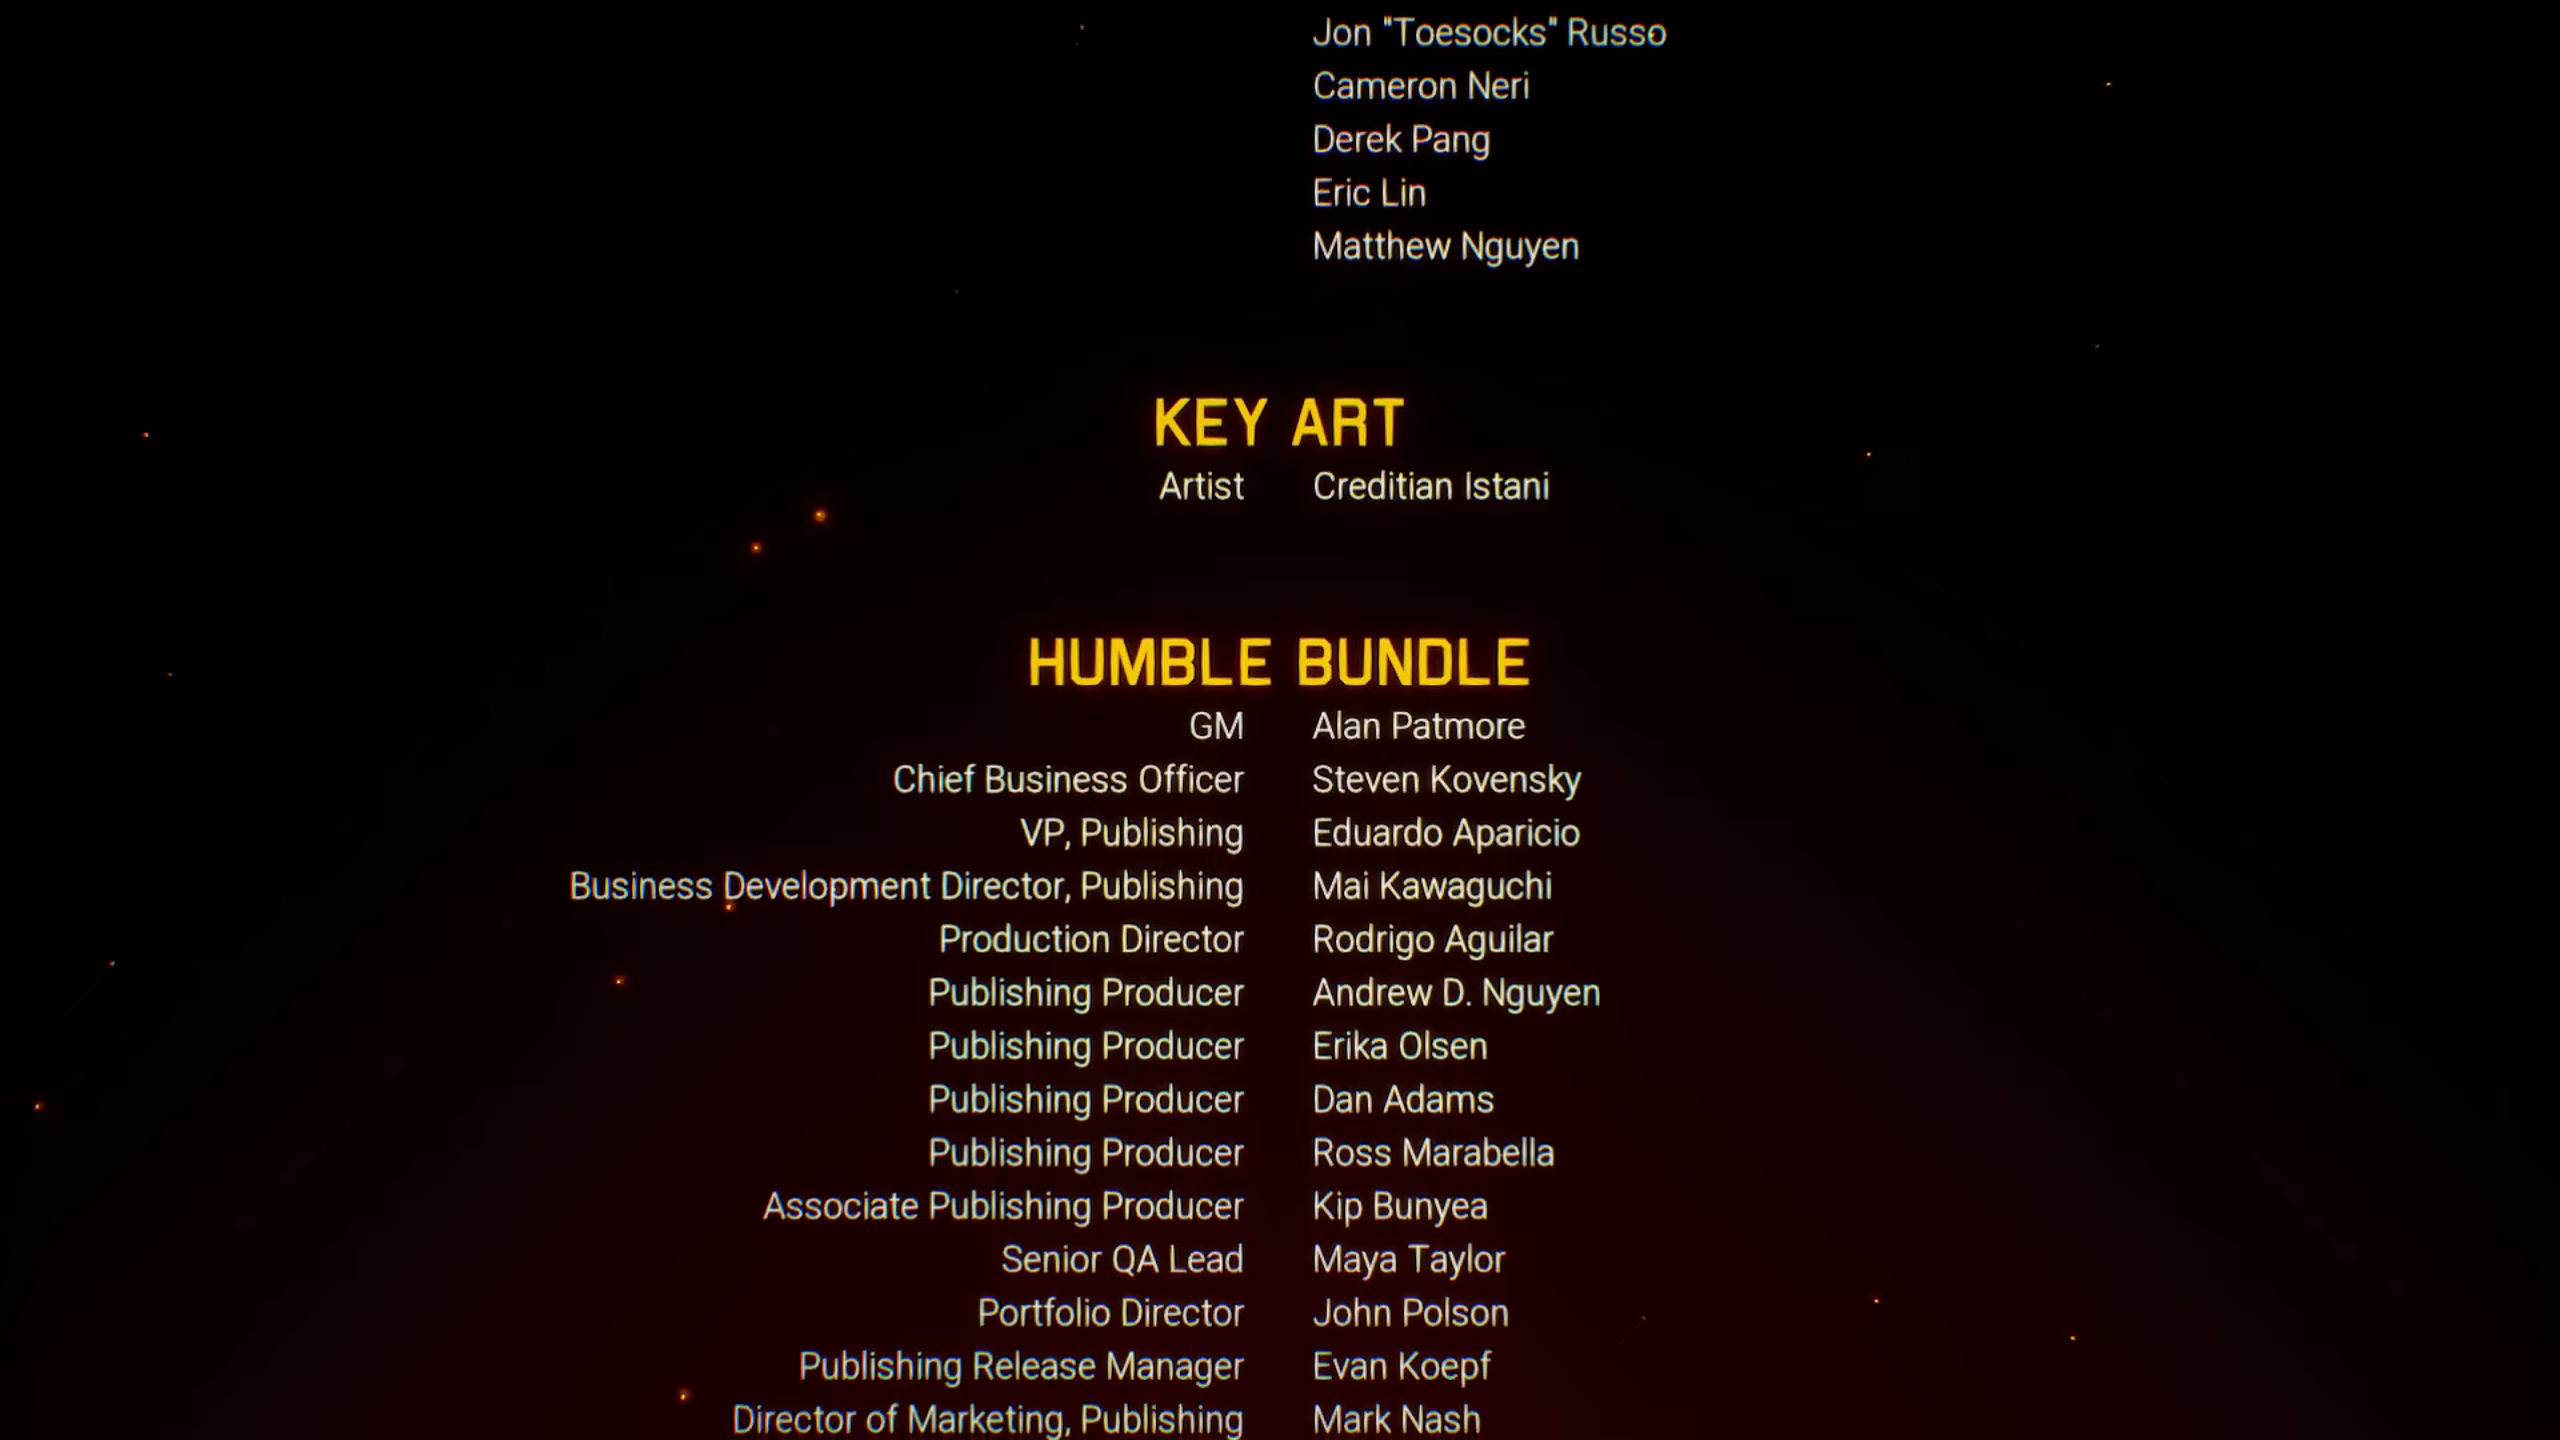 Jon "Toesocks" Russo
Cameron Neri
Derek Pang
Eric Lin
Matthew Nguyen
KEY ART
Artist Creditian Istani
HUMBLE BUNDLE
GM Alan Patmore
Chief Business Officer Steven Kovensky
VP, Publishing Eduardo Aparicio
Business Development Director, Publishing Mai Kawaguchi
Production Director Rodrigo Aguilar
Publishing Producer Andrew D. Nguyen
Publishing Producer Erika Olsen
Publishing Producer Dan Adams
Publishing Producer Ross Marabella
Associate Publishing Producer Kip Bunyea
Senior QA Lead Maya Taylor
Portfolio Director John Polson
Publishing Release Manager Evan Koepf
Director of Marketing, Publishing Mark Nash